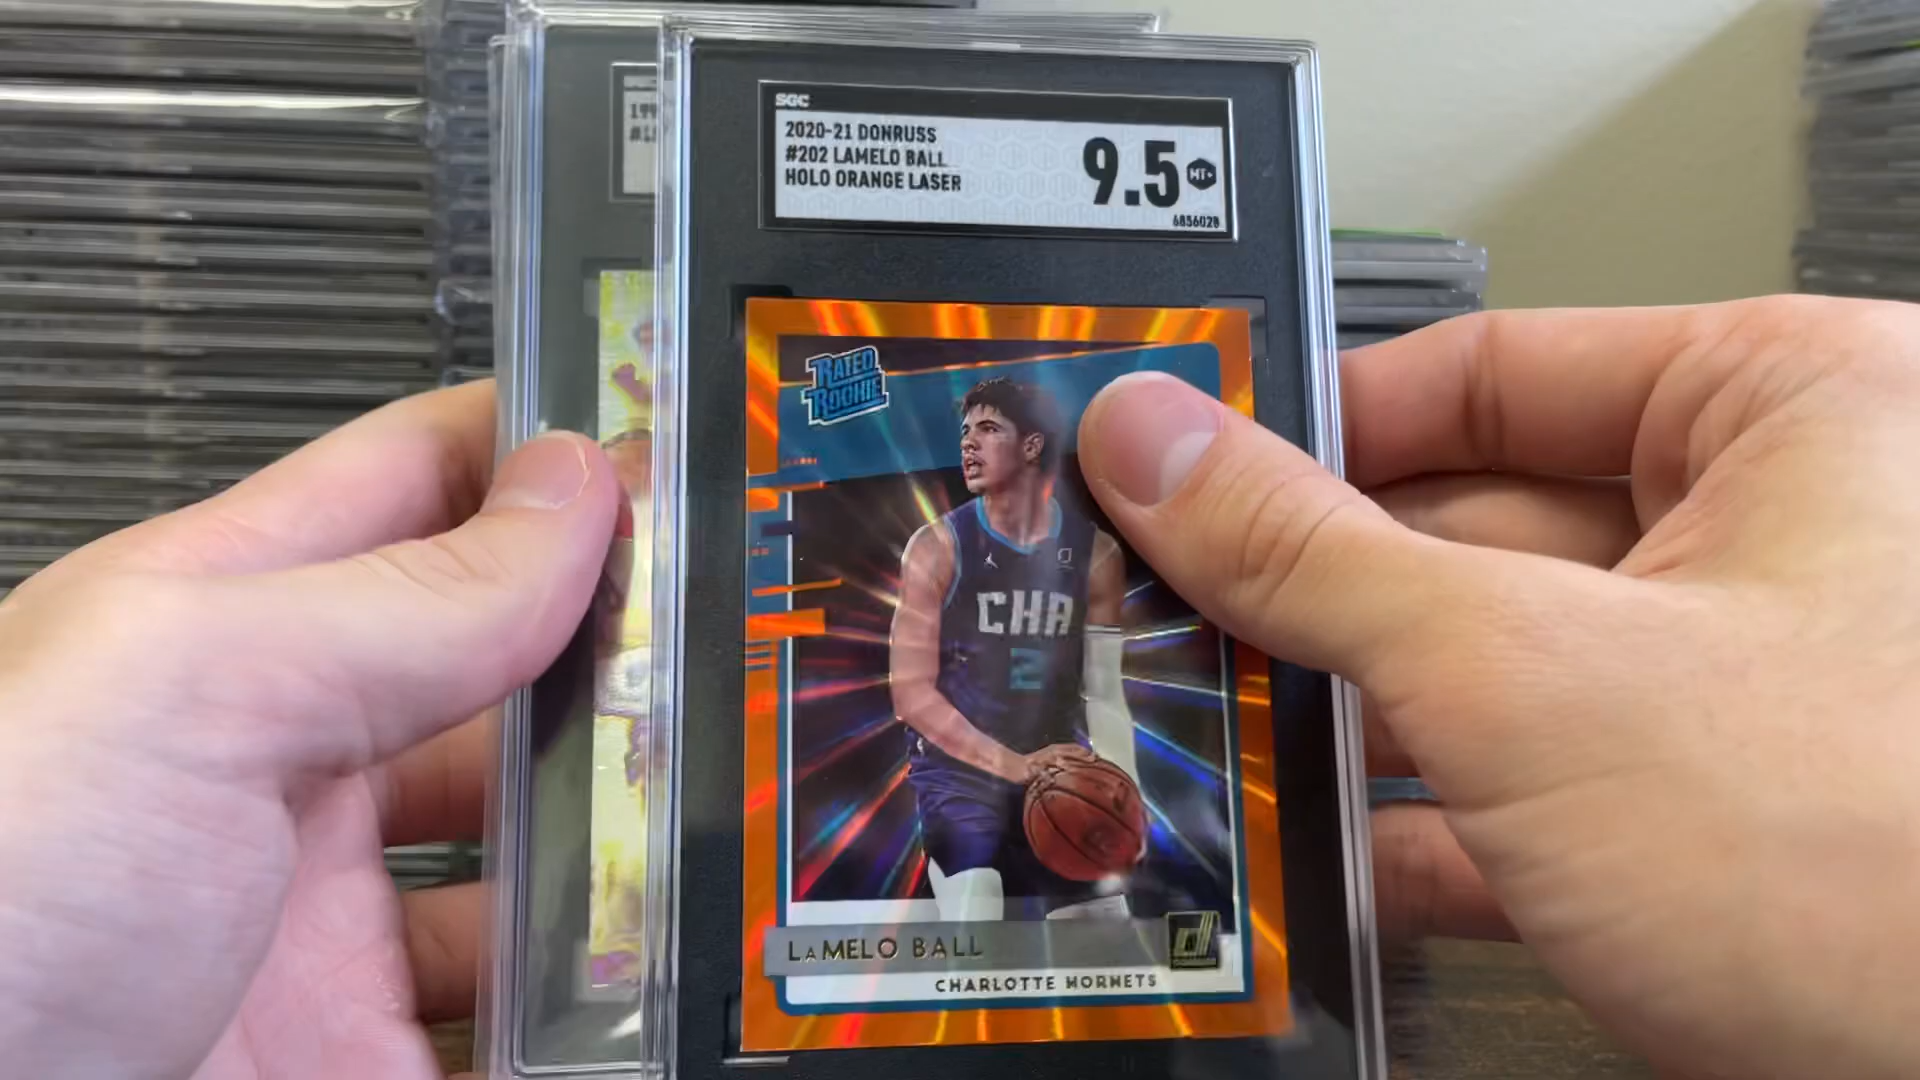 SGC
2020-21 DONRUSS
#202 LAMELO BALL
HOLO ORANGE LASER
9.5
MT+
6856028
RATED
ROOKIE
CHA
2
LAMELO BALL
CHARLOTTE HORNETS